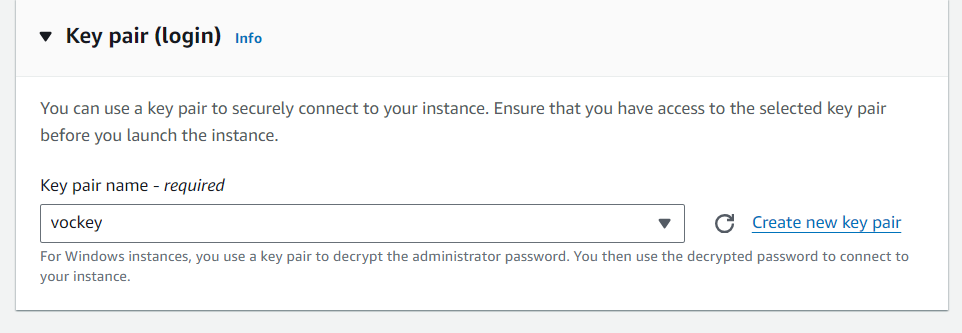 Key pair (login) Info
You can use a key pair to securely connect to your instance. Ensure that you have access to the selected key pair
before you launch the instance.
Key pair name - required
vockey
Create new key pair
For Windows instances, you use a key pair to decrypt the administrator password. You then use the decrypted password to connect to
your instance.